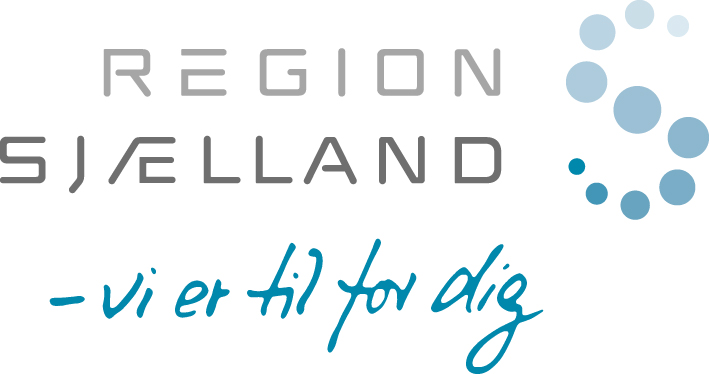 REGION
SJÆLLAND
- vi er til for dig